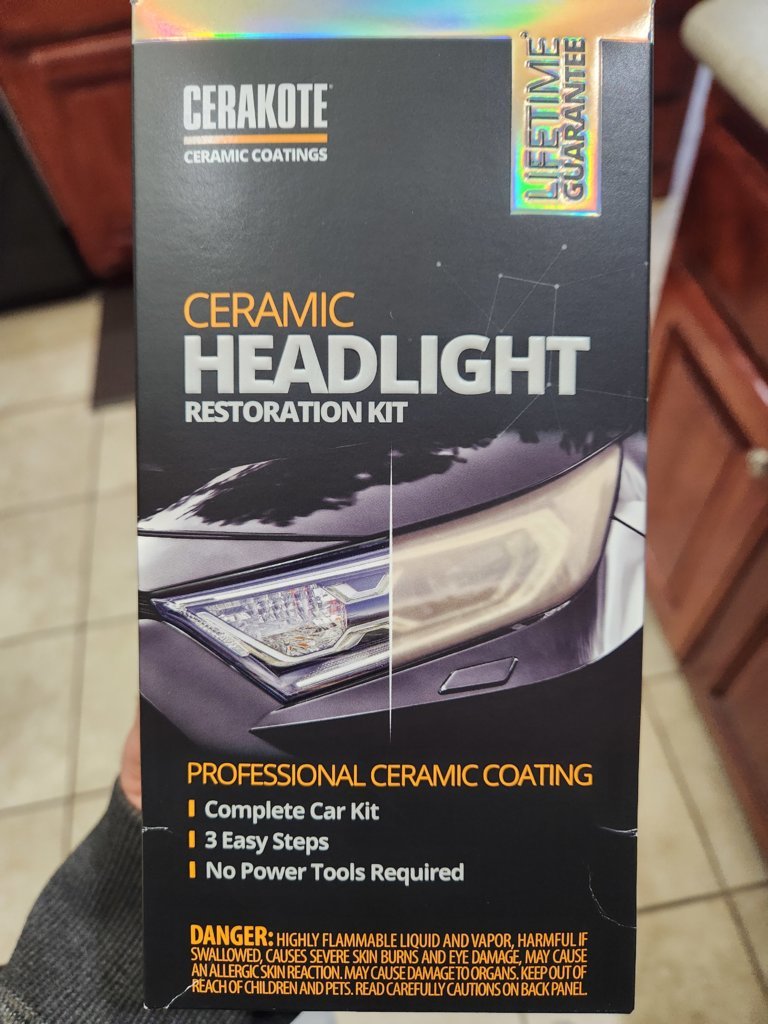 CERAKOTE
CERAMIC COATINGS
LIFETIME*
GUARANTEE
CERAMIC
HEADLIGHT
RESTORATION KIT
PROFESSIONAL CERAMIC COATING
Complete Car Kit
3 Easy Steps
No Power Tools Required
DANGER: HIGHLY FLAMMABLE LIQUID AND VAPOR, HARMFUL IF
SWALLOWED, CAUSES SEVERE SKIN BURNS AND EYE DAMAGE, MAY CAUSE
AN ALLERGIC SKIN REACTION. MAY CAUSE DAMAGE TO ORGANS. KEEP OUT OF
REACH OF CHILDREN AND PETS. READ CAREFULLY CAUTIONS ON BACK PANEL.